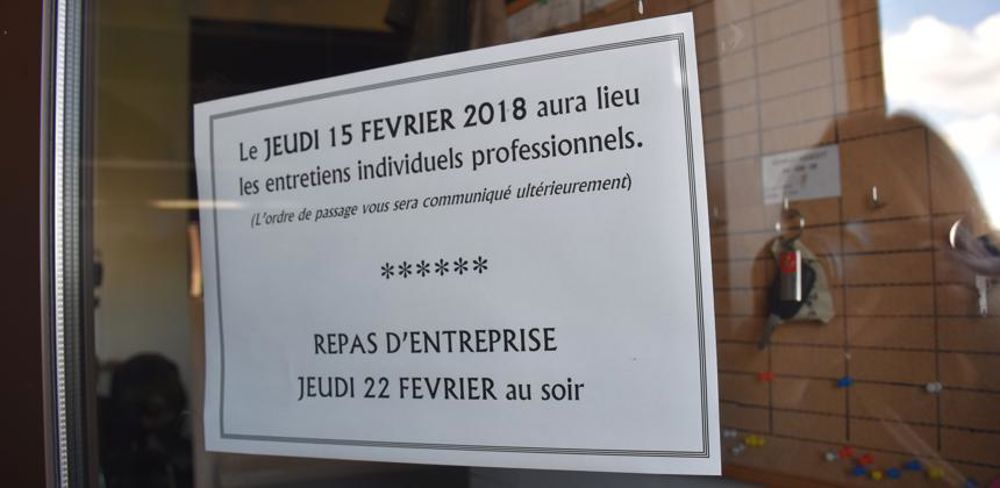 Le JEUDI 15 FEVRIER 2018 aura lieu
les entretiens individuels professionnels.
(L'ordre de passage vous sera communiqué ultérieurement)
******
REPAS D'ENTREPRISE
JEUDI 22 FEVRIER au soir